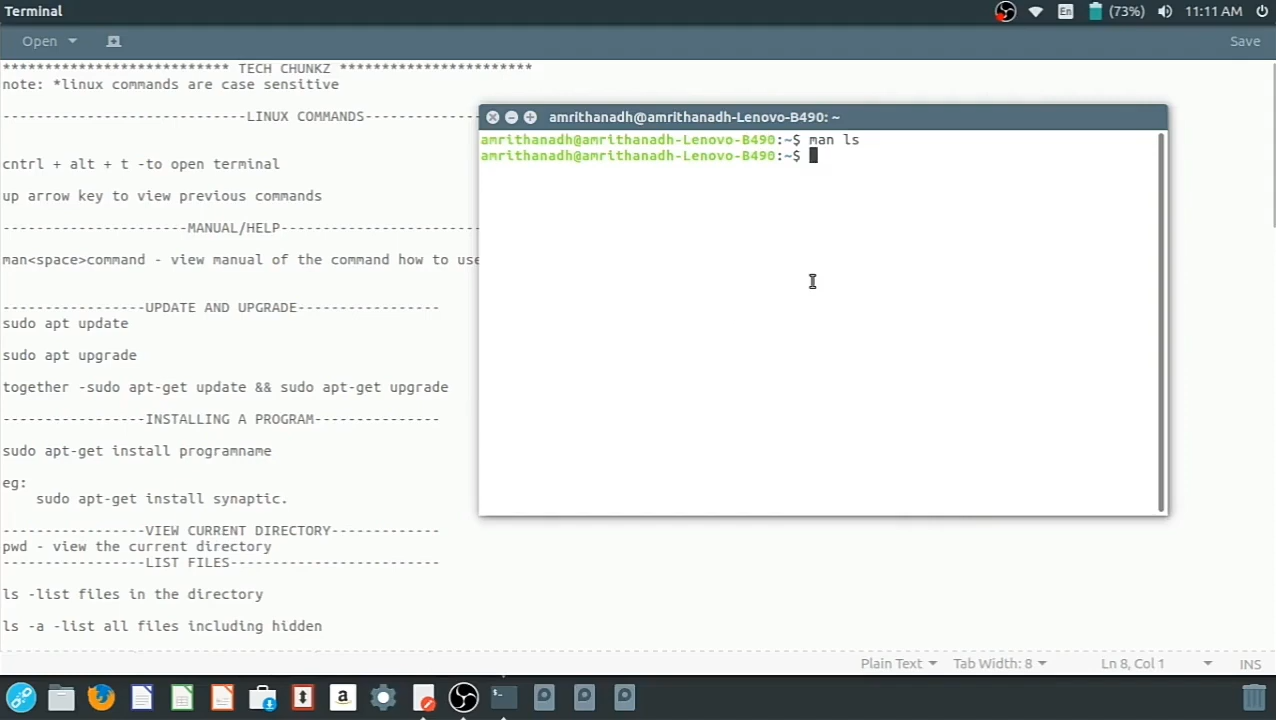 Terminal
En
(73%)
11:11 AM
Open
Save
*************************** TECH CHUNKZ ***********************
note: *linux commands are case sensitive
-----------------------------LINUX COMMANDS--------------
cntrl + alt + t -to open terminal
up arrow key to view previous commands
----------------------MANUAL/HELP------------------------
man<space>command - view manual of the command how to use
-----------------UPDATE AND UPGRADE-----------------
sudo apt update
sudo apt upgrade
together -sudo apt-get update && sudo apt-get upgrade
-----------------INSTALLING A PROGRAM---------------
sudo apt-get install programname
eg:
sudo apt-get install synaptic.
-----------------VIEW CURRENT DIRECTORY-------------
pwd - view the current directory
-----------------LIST FILES-------------------------
ls -list files in the directory
ls -a -list all files including hidden
amrithanadh@amrithanadh-Lenovo-B490: ~
amrithanadh@amrithanadh-Lenovo-B490:~$ man ls
amrithanadh@amrithanadh-Lenovo-B490:~$
Plain Text
Tab Width: 8
Ln 8, Col 1
INS